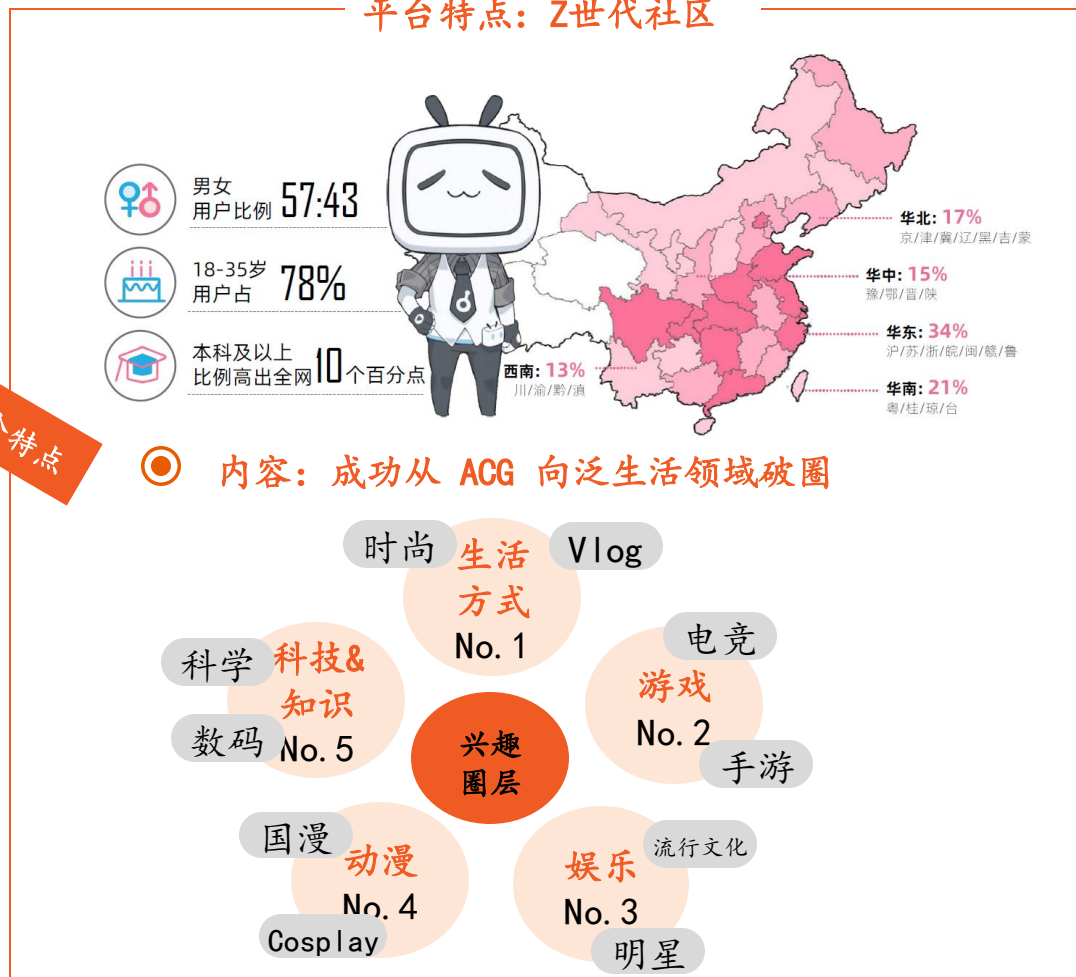 平台特点：Z世代社区
男女
用户比例 57:43
18-35岁
用户占 78%
本科及以上
比例高出全网10个百分点
华北: 17%
京/津/冀/辽/黑/吉/蒙
华中: 15%
豫/鄂/晋/陕
华东: 34%
沪/苏/浙/皖/闽/赣/鲁
西南: 13%
川/渝/黔/滇
华南: 21%
粤/桂/琼/台
个特点
内容：成功从 ACG 向泛生活领域破圈
时尚
生活
方式
No.1
Vlog
科学
科技&
知识
No.5
数码
电竞
游戏
No.2
手游
兴趣
圈层
国漫
动漫
No.4
Cosplay
流行文化
娱乐
No.3
明星